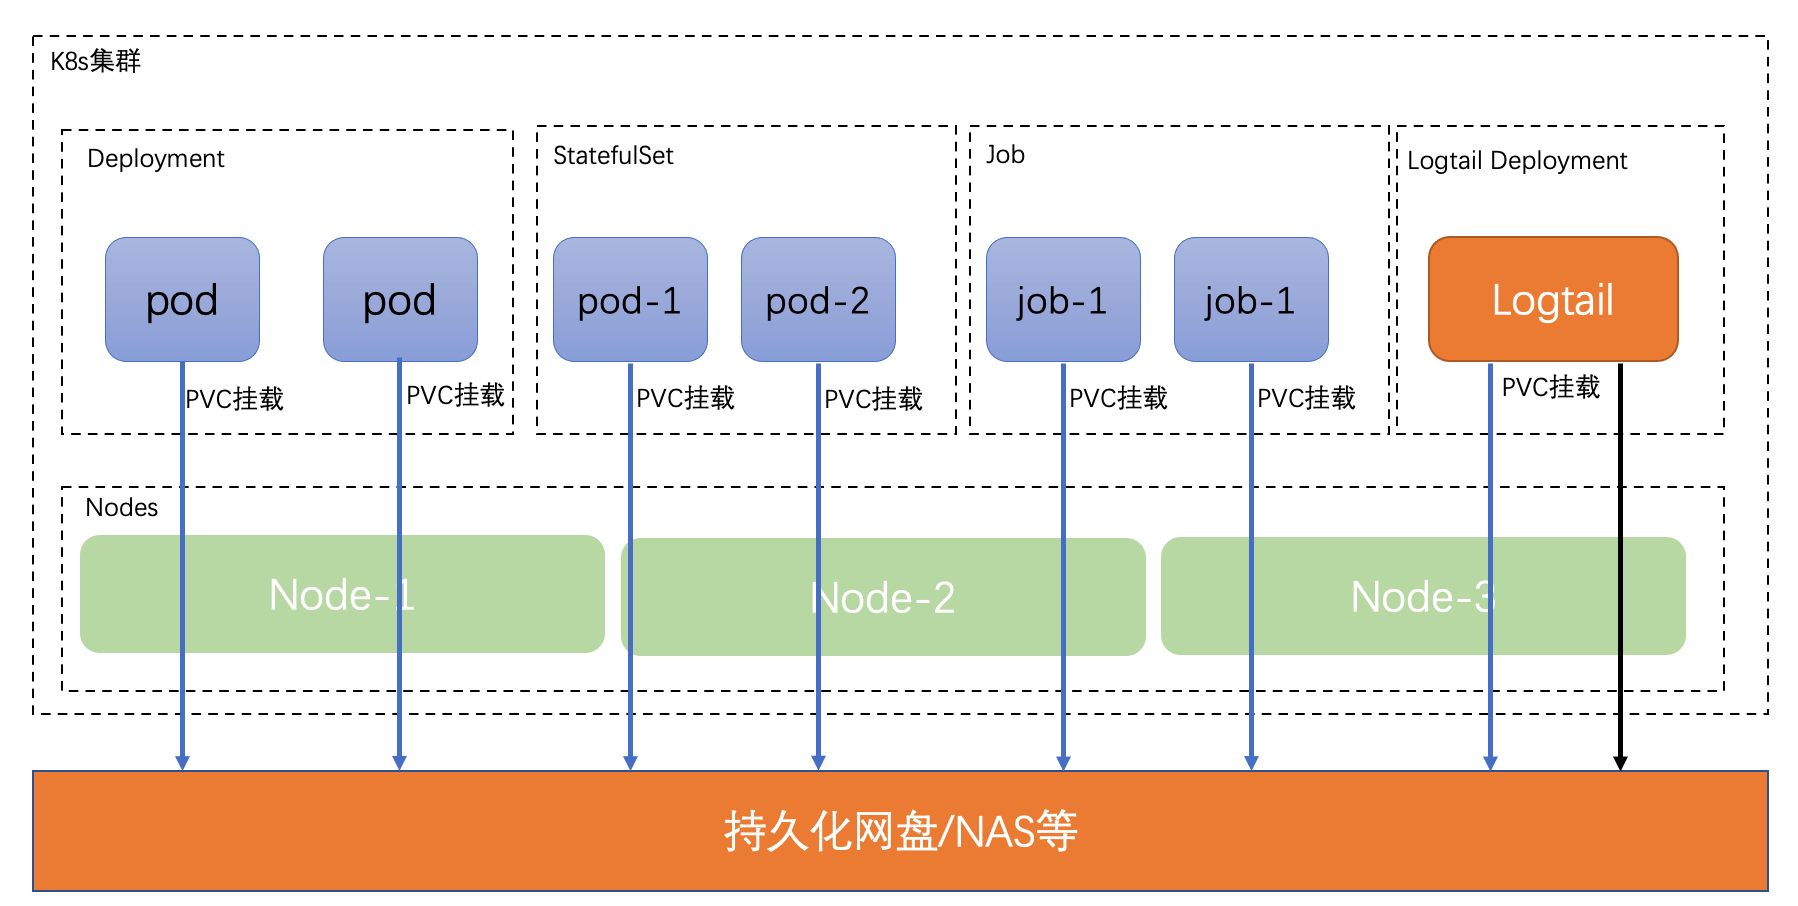 K8s集群
Deployment
StatefulSet
Job
Logtail Deployment
pod
pod
pod-1
pod-2
job-1
job-1
Logtail
PVC挂载
PVC挂载
PVC挂载
PVC挂载
PVC挂载
PVC挂载
PVC挂载
Nodes
Node-1
Node-2
Node-3
持久化网盘/NAS等